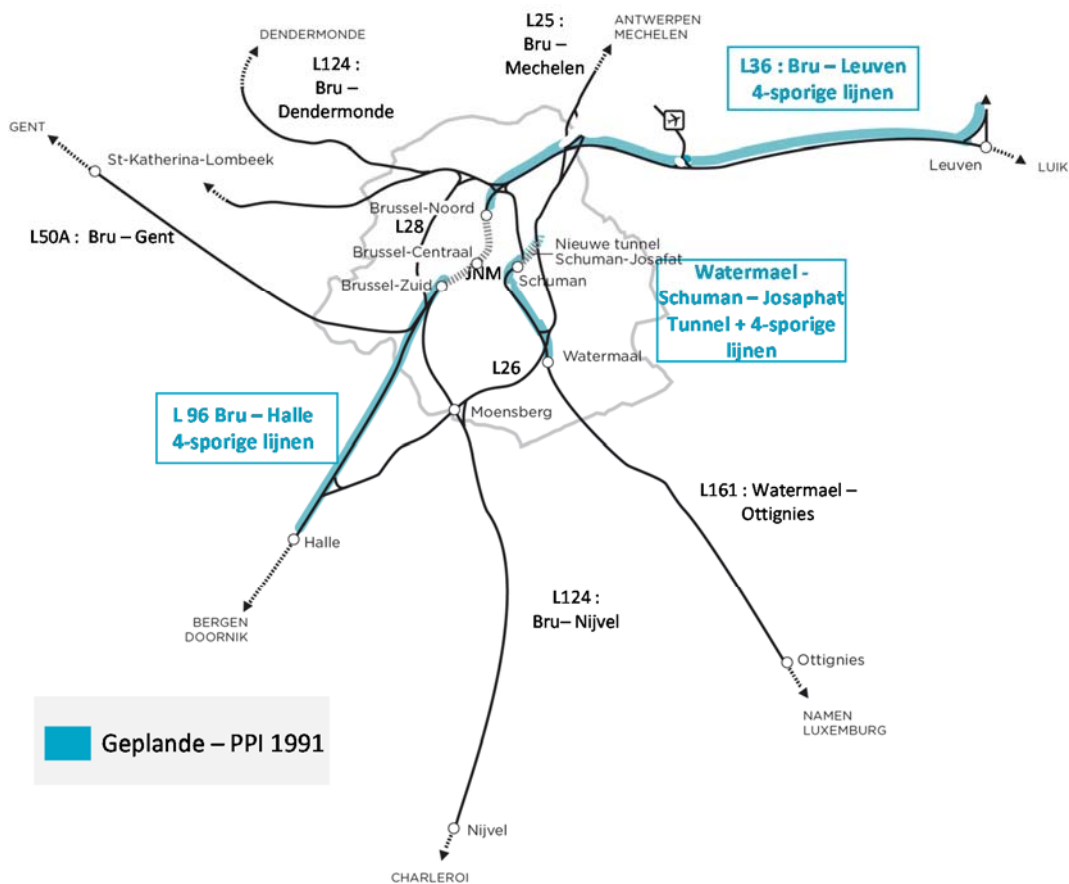 DENDERMONDE
L124 :
Bru –
Dendermonde
L25 :
Bru –
Mechelen
ANTWERPEN
MECHELEN
L36 : Bru – Leuven
4-sporige lijnen
GENT
St-Katherina-Lombeek
Leuven
LUIK
Brussel-Noord
L28
L50A : Bru – Gent
Brussel-Centraal
JNM
Brussel-Zuid
Nieuwe tunnel
Schuman-Josafat
Schuman
Watermael -
Schuman – Josaphat
Tunnel + 4-sporige
lijnen
Watermaal
L26
Moensberg
L 96 Bru – Halle
4-sporige lijnen
L161 : Watermael –
Ottignies
Halle
L124 :
Bru– Nijvel
BERGEN
DOORNIK
Ottignies
NAMEN
LUXEMBURG
Geplande – PPI 1991
Nijvel
CHARLEROI